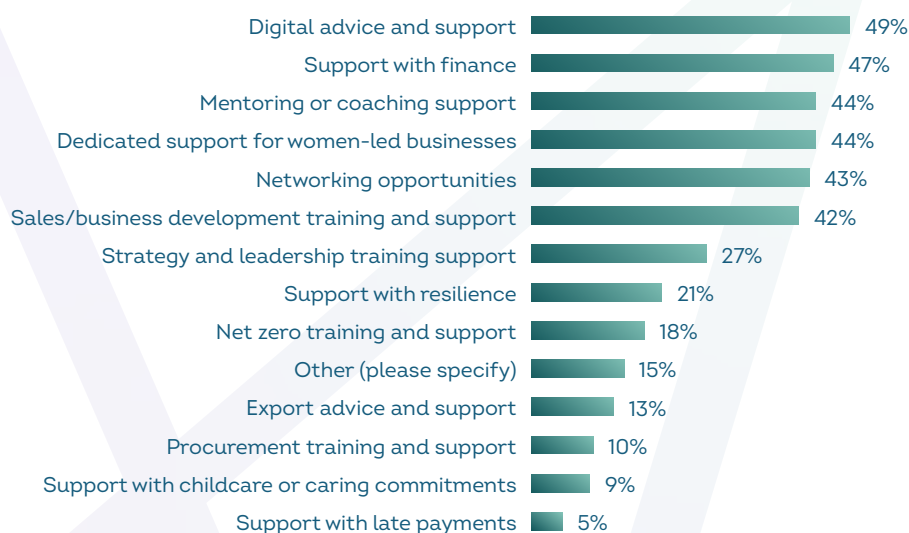 Digital advice and support 49%
Support with finance 47%
Mentoring or coaching support 44%
Dedicated support for women-led businesses 44%
Networking opportunities 43%
Sales/business development training and support 42%
Strategy and leadership training support 27%
Support with resilience 21%
Net zero training and support 18%
Other (please specify) 15%
Export advice and support 13%
Procurement training and support 10%
Support with childcare or caring commitments 9%
Support with late payments 5%